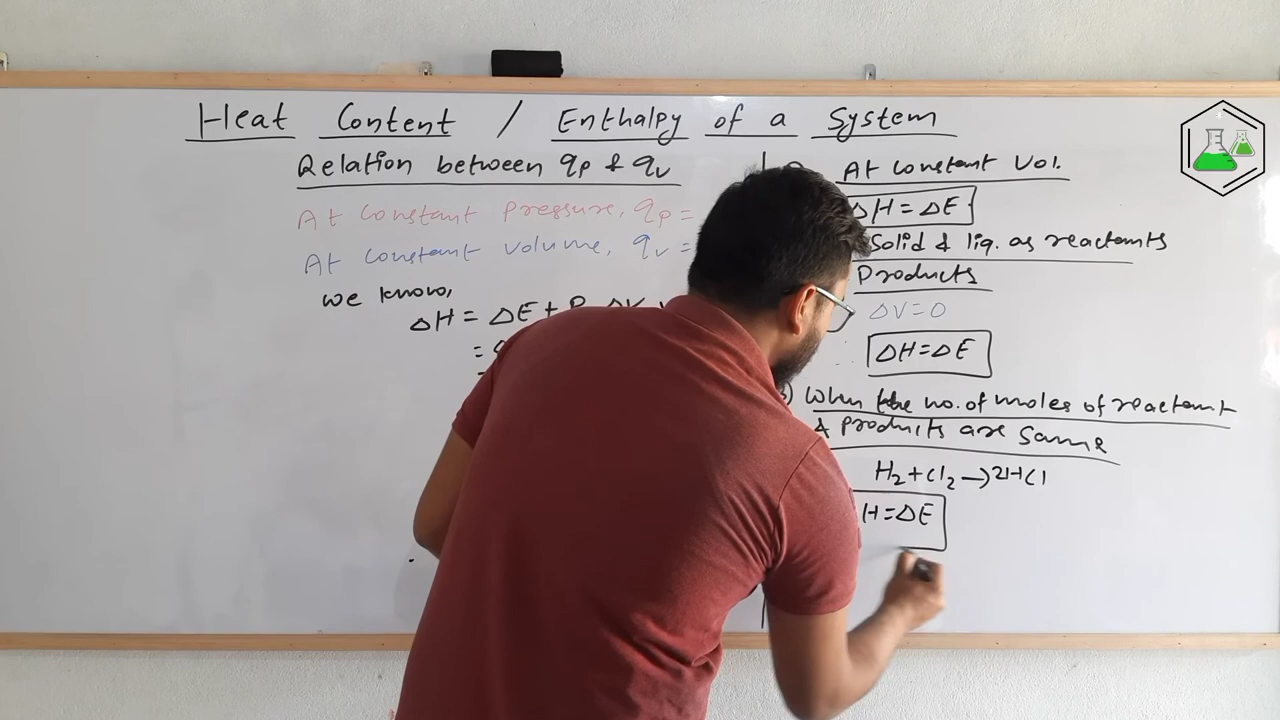 Heat Content / Enthalpy of a System
Relation between qp & qv
At Constant Pressure, qp =
At Constant volume, qv =
we know,
ΔH = ΔE + P ΔV
=
At Constant Vol.
ΔH = ΔE
Solid & liq. as reactants
Products
ΔV=0
ΔH=ΔE
3) When the no. of moles of reactant
& products are same
H2+Cl2→2HCl
H=ΔE